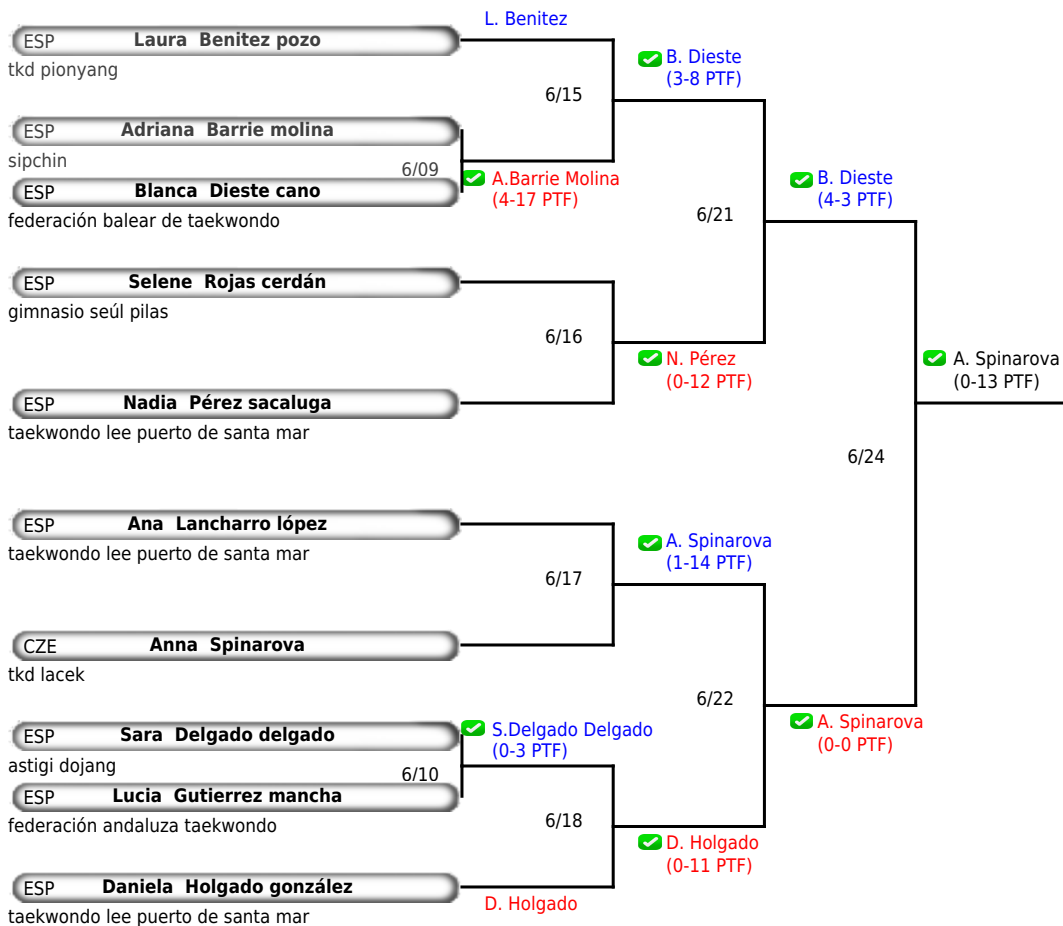 L. Benitez
ESP Laura Benitez pozo
tkd pionyang
B. Dieste
(3-8 PTF)
6/15
ESP Adriana Barrie molina
sipchin
6/09
A.Barrie Molina
(4-17 PTF)
ESP Blanca Dieste cano
federación balear de taekwondo
B. Dieste
(4-3 PTF)
6/21
ESP Selene Rojas cerdán
gimnasio seúl pilas
6/16
N. Pérez
(0-12 PTF)
A. Spinarova
(0-13 PTF)
ESP Nadia Pérez sacaluga
taekwondo lee puerto de santa mar
6/24
ESP Ana Lancharro lópez
taekwondo lee puerto de santa mar
A. Spinarova
(1-14 PTF)
6/17
CZE Anna Spinarova
tkd lacek
6/22
A. Spinarova
(0-0 PTF)
ESP Sara Delgado delgado
astigi dojang
6/10
S.Delgado Delgado
(0-3 PTF)
ESP Lucia Gutierrez mancha
federación andaluza taekwondo
6/18
D. Holgado
(0-11 PTF)
ESP Daniela Holgado gonzález
taekwondo lee puerto de santa mar
D. Holgado